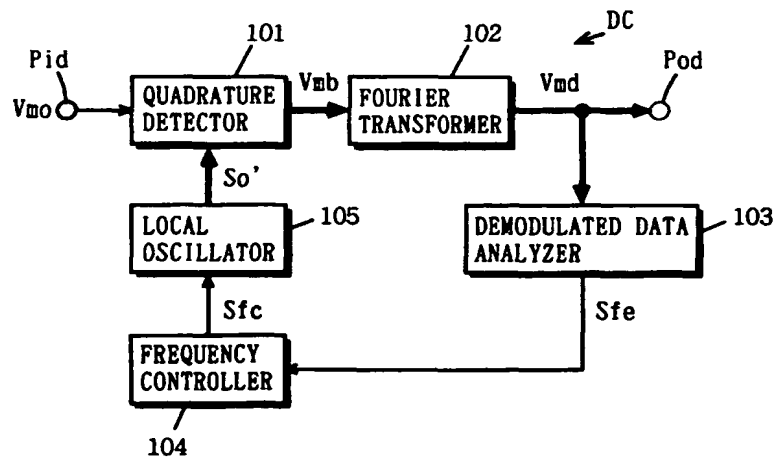 101
102
DC
Pid
Pod
Vmo
QUADRATURE
DETECTOR
Vmb
FOURIER
TRANSFORMER
Vmd
So'
LOCAL
OSCILLATOR
105
DEMODULATED DATA
ANALYZER
103
Sfc
Sfe
FREQUENCY
CONTROLLER
104